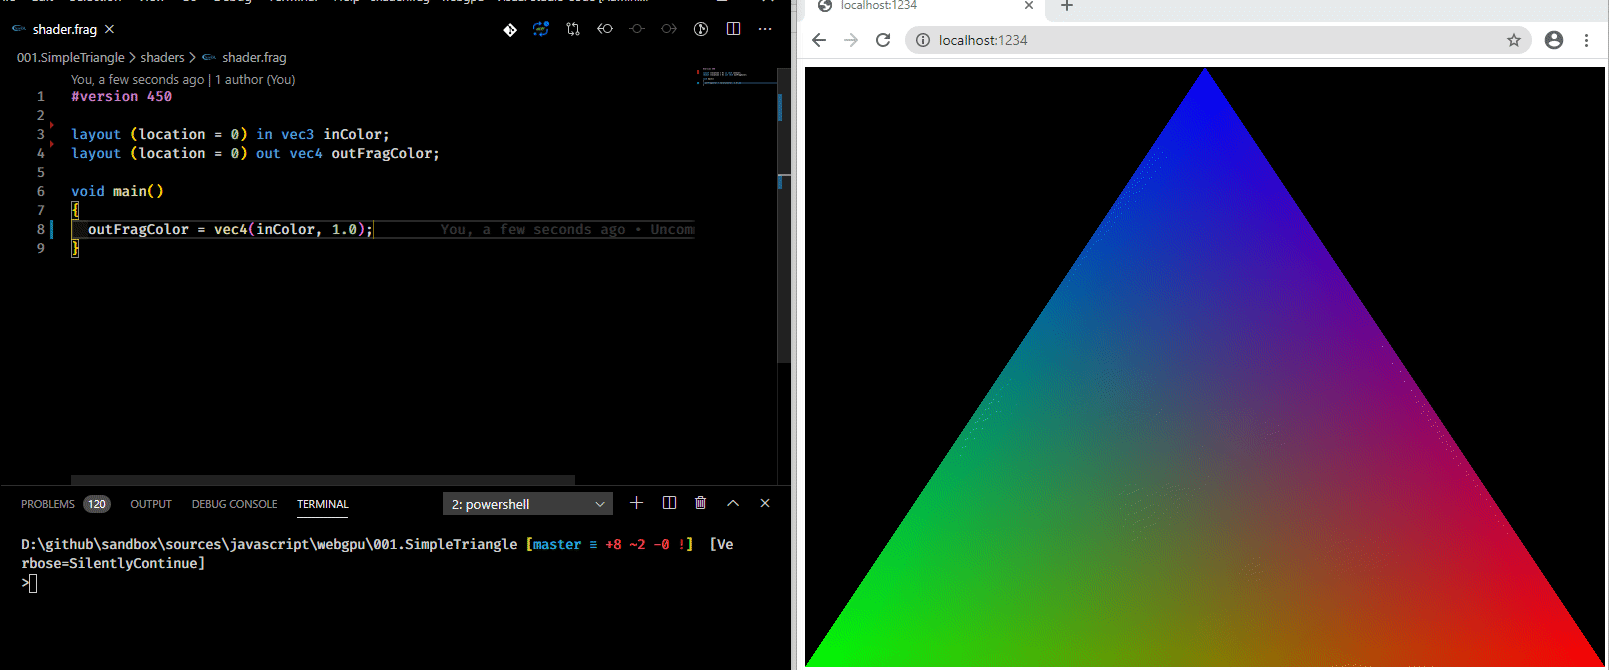 shader.frag
001.SimpleTriangle > shaders > shader.frag
You, a few seconds ago | 1 author (You)
1 #version 450
2
3 layout (location = 0) in vec3 inColor;
4 layout (location = 0) out vec4 outFragColor;
5
6 void main()
7 {
8 outFragColor = vec4(inColor, 1.0); You, a few seconds ago • Uncom
9 }
PROBLEMS 120 OUTPUT DEBUG CONSOLE TERMINAL 2: powershell
D:\github\sandbox\sources\javascript\webgpu\001.SimpleTriangle [master ≡ +8 ~2 -0 !] [Ve
rbose=SilentlyContinue]
>
localhost:1234
localhost:1234